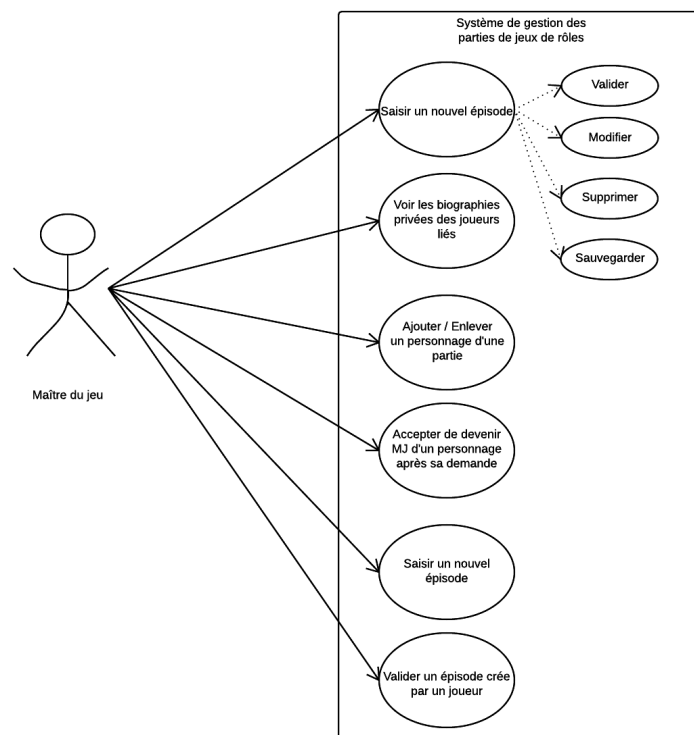 Système de gestion des
parties de jeux de rôles
Saisir un nouvel épisode
Valider
Modifier
Supprimer
Sauvegarder
Voir les biographies
privées des joueurs
liés
Ajouter / Enlever
un personnage d'une
partie
Maître du jeu
Accepter de devenir
MJ d'un personnage
après sa demande
Saisir un nouvel
épisode
Valider un épisode crée
par un joueur